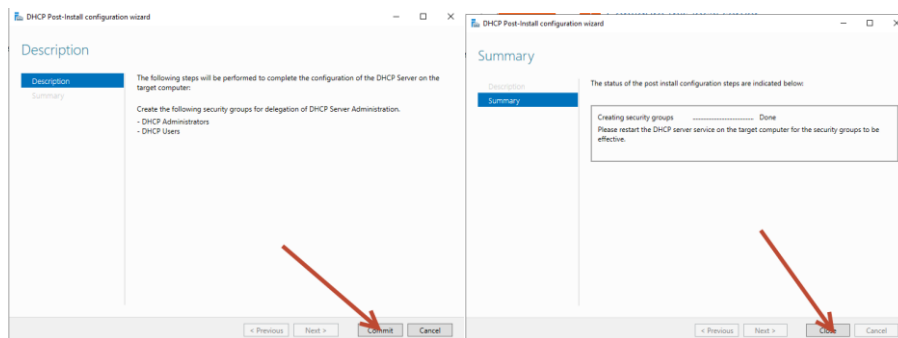 DHCP Post-Install configuration wizard
Description
Description
Summary
The following steps will be performed to complete the configuration of the DHCP Server on the
target computer:
Create the following security groups for delegation of DHCP Server Administration.
- DHCP Administrators
- DHCP Users
< Previous
Next >
Commit
Cancel
DHCP Post-Install configuration wizard
Summary
Description
Summary
The status of the post install configuration steps are indicated below:
Creating security groups .............................. Done
Please restart the DHCP server service on the target computer for the security groups to be
effective.
< Previous
Next >
Close
Cancel